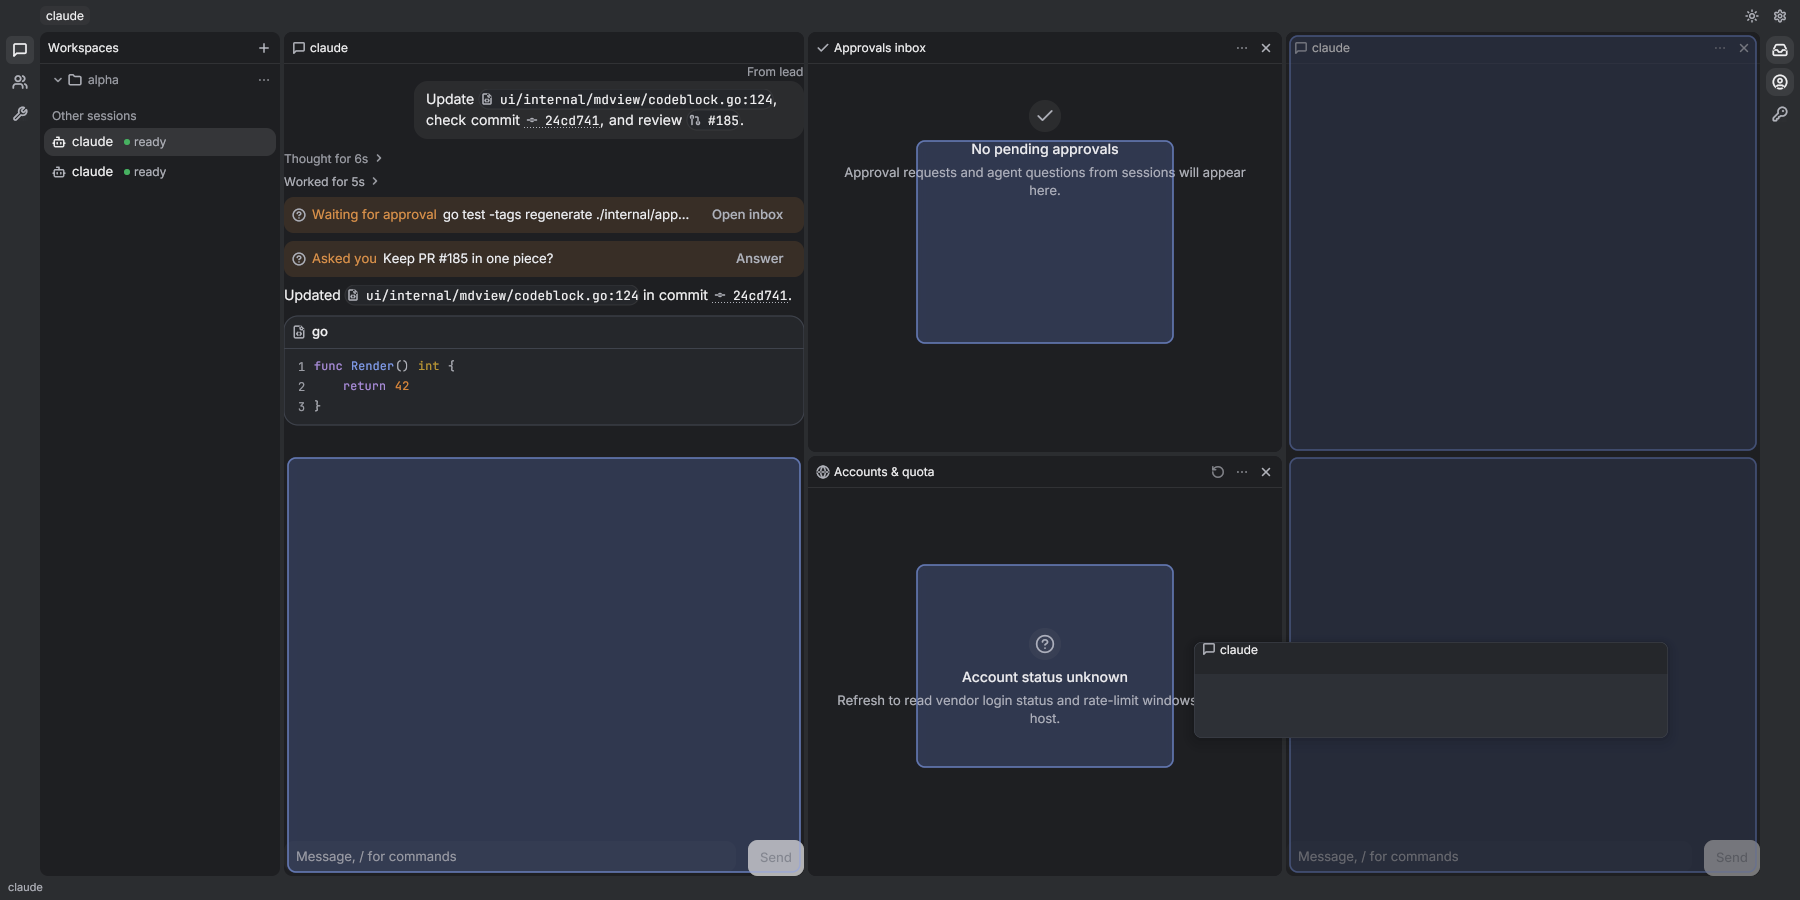 claude
Workspaces
alpha
Other sessions
claude ready
claude ready
claude
From lead
Update ui/internal/mdview/codeblock.go:124,
check commit 24cd741, and review #185.
Thought for 6s
Worked for 5s
Waiting for approval go test -tags regenerate ./internal/app... Open inbox
Asked you Keep PR #185 in one piece? Answer
Updated ui/internal/mdview/codeblock.go:124 in commit 24cd741.
go
1 func Render() int {
2 return 42
3 }
Message, / for commands
Send
Approvals inbox
No pending approvals
Approval requests and agent questions from sessions will appear
here.
Accounts & quota
Account status unknown
Refresh to read vendor login status and rate-limit windows
host.
claude
claude
Message, / for commands
Send
claude